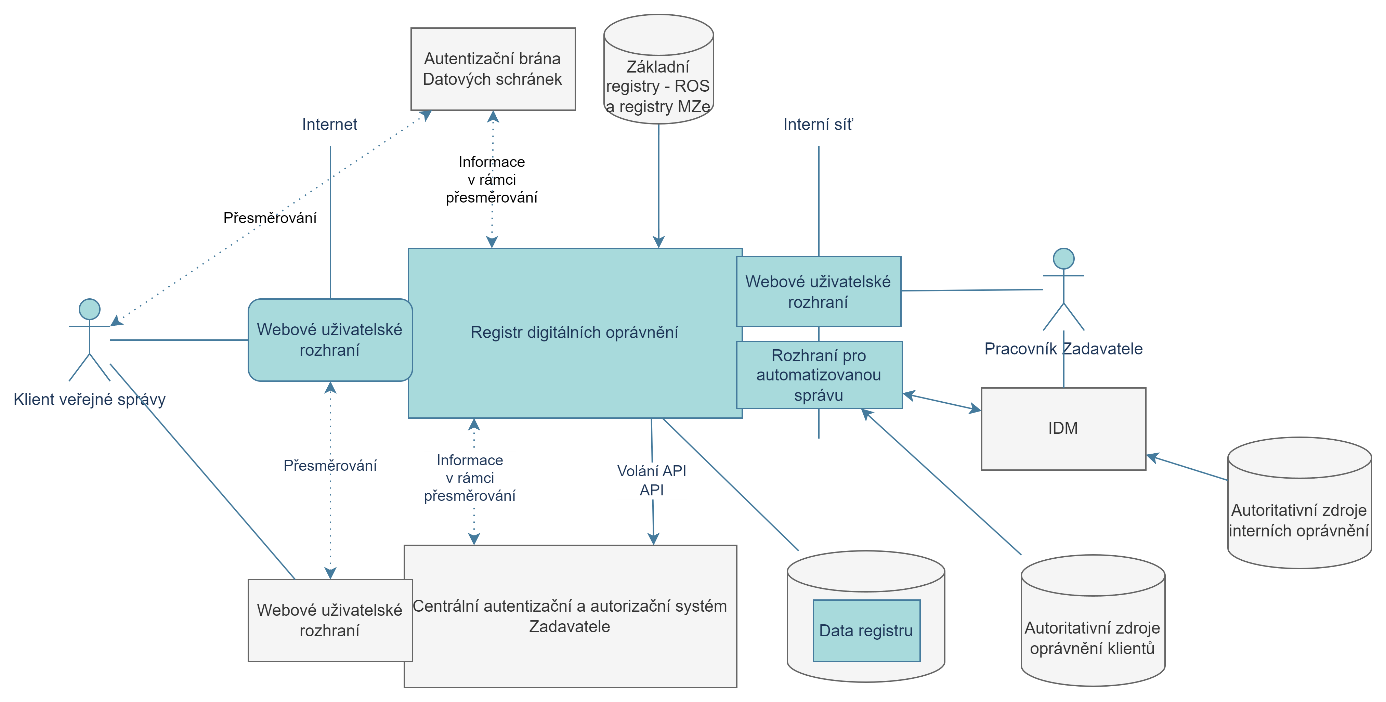 Autentizační brána
Datových schránek
Základní
registry - ROS
a registry MZe
Internet
Interní síť
Informace
v rámci
přesměrování
Přesměrování
Webové uživatelské
rozhraní
Registr digitálních oprávnění
Webové uživatelské
rozhraní
Rozhraní pro
automatizovanou
správu
Pracovník Zadavatele
Klient veřejné správy
IDM
Přesměrování
Informace
v rámci
přesměrování
Volání API
API
Autoritativní zdroje
interních oprávnění
Webové uživatelské
rozhraní
Centrální autentizační a autorizační systém
Zadavatele
Data registru
Autoritativní zdroje
oprávnění klientů